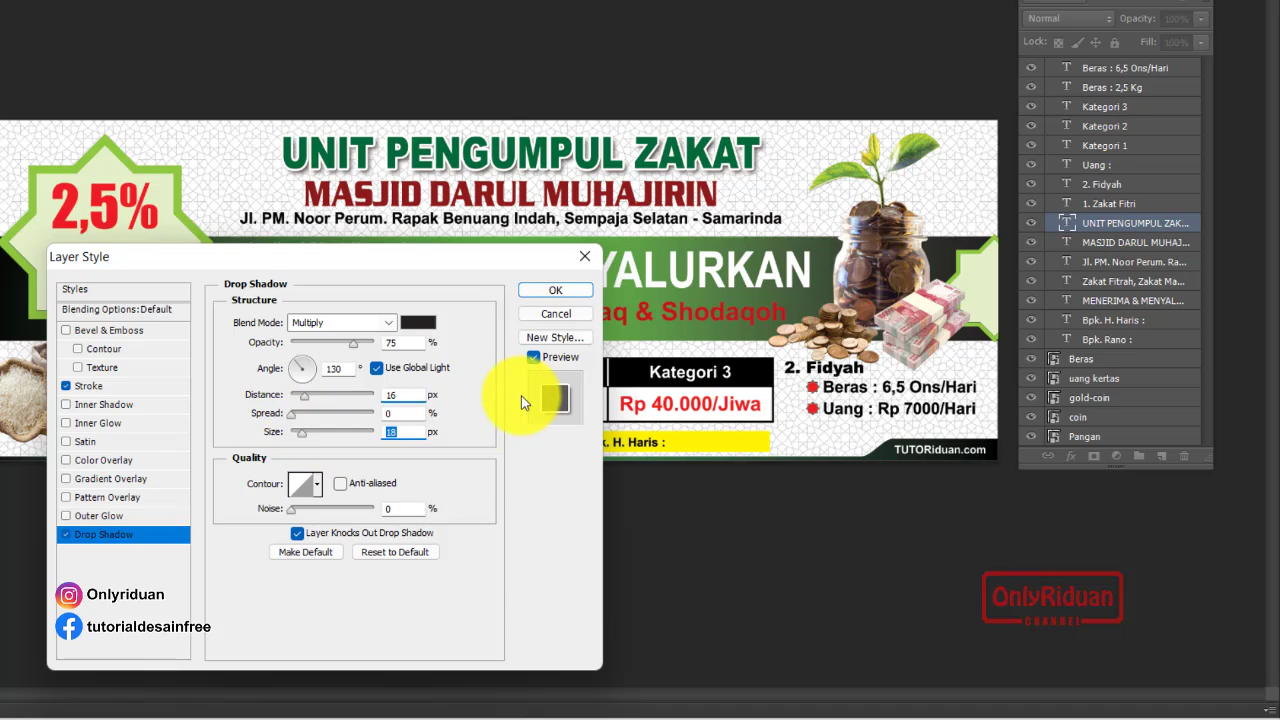 Normal Opacity: 100%
Lock: Fill: 100%
T Beras : 6,5 Ons/Hari
T Beras : 2,5 Kg
T Kategori 3
T Kategori 2
T Kategori 1
T Uang :
T 2. Fidyah
T 1. Zakat Fitri
T UNIT PENGUMPUL ZAK...
T MASJID DARUL MUHAJ...
T Jl. PM. Noor Perum. Ra...
T Zakat Fitrah, Zakat Ma...
T MENERIMA & MENYAL...
T Bpk. H. Haris :
T Bpk. Rano :
Beras
uang kertas
gold-coin
coin
Pangan
fx
2,5%
UNIT PENGUMPUL ZAKAT
MASJID DARUL MUHAJIRIN
Jl. PM. Noor Perum. Rapak Benuang Indah, Sempaja Selatan - Samarinda
YALURKAN
aq & Shodaqoh
Kategori 3
Rp 40.000/Jiwa
2. Fidyah
Beras : 6,5 Ons/Hari
Uang : Rp 7000/Hari
k. H. Haris :
TUTORiduan.com
Layer Style
Styles
Blending Options:Default
Bevel & Emboss
Contour
Texture
Stroke
Inner Shadow
Inner Glow
Satin
Color Overlay
Gradient Overlay
Pattern Overlay
Outer Glow
Drop Shadow
Drop Shadow
Structure
Blend Mode: Multiply
Opacity: 75 %
Angle: 130 ° Use Global Light
Distance: 16 px
Spread: 0 %
Size: 18 px
Quality
Contour: Anti-aliased
Noise: 0 %
Layer Knocks Out Drop Shadow
Make Default Reset to Default
OK
Cancel
New Style...
Preview
Onlyriduan
tutorialdesainfree
OnlyRiduan
CHANNEL